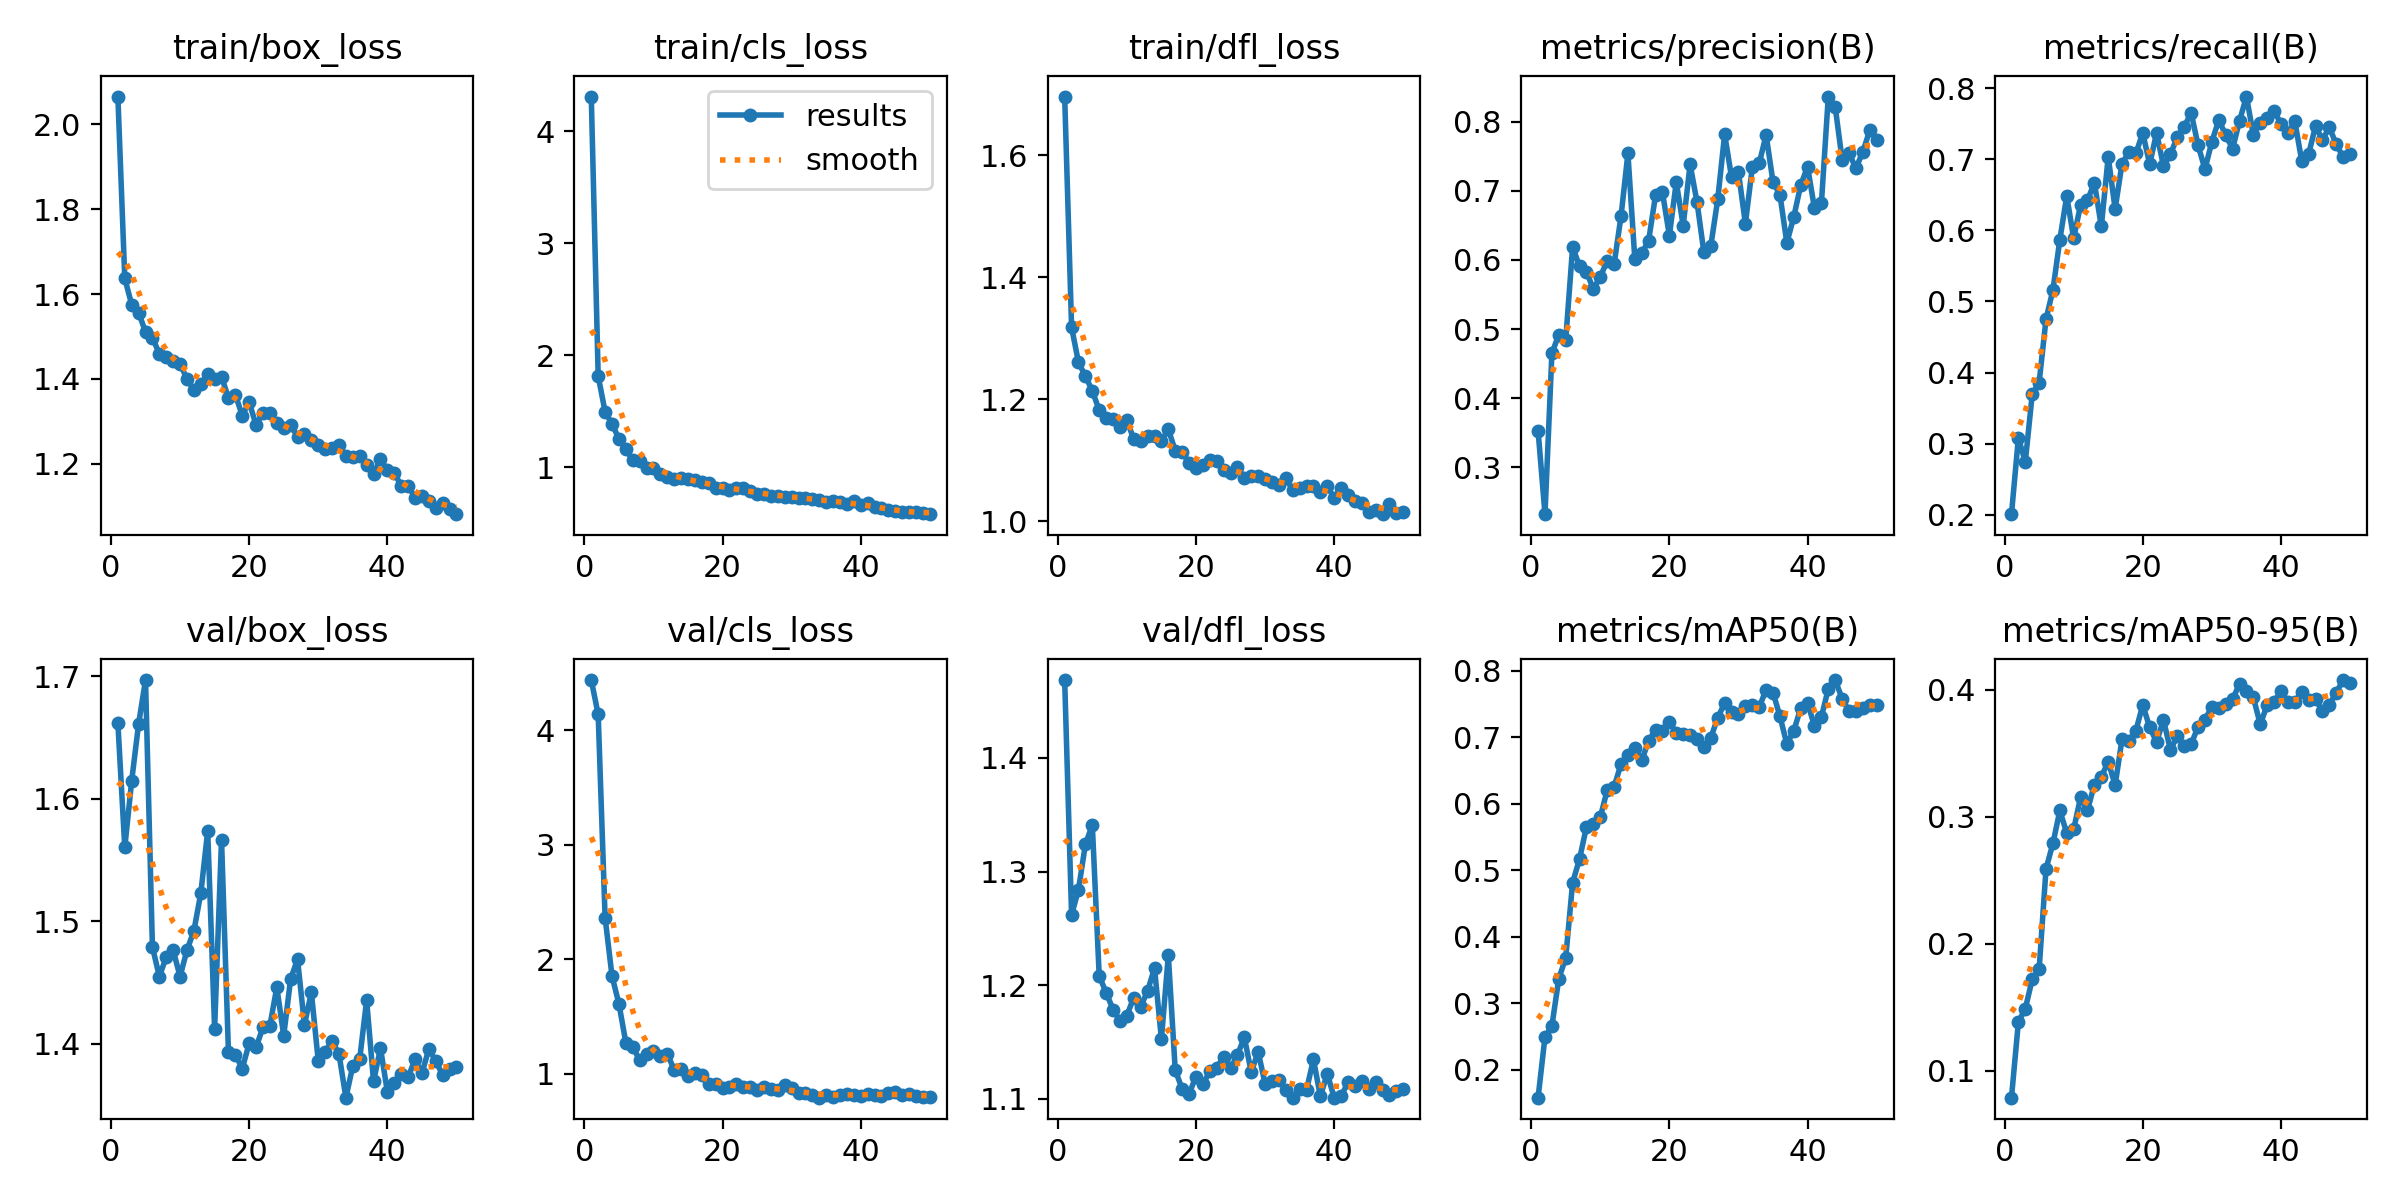 train/box_loss
2.0
1.8
1.6
1.4
1.2
0 20 40
train/cls_loss
results
smooth
4
3
2
1
0 20 40
train/dfl_loss
1.6
1.4
1.2
1.0
0 20 40
metrics/precision(B)
0.8
0.7
0.6
0.5
0.4
0.3
0 20 40
metrics/recall(B)
0.8
0.7
0.6
0.5
0.4
0.3
0.2
0 20 40
val/box_loss
1.7
1.6
1.5
1.4
0 20 40
val/cls_loss
4
3
2
1
0 20 40
val/dfl_loss
1.4
1.3
1.2
1.1
0 20 40
metrics/mAP50(B)
0.8
0.7
0.6
0.5
0.4
0.3
0.2
0 20 40
metrics/mAP50-95(B)
0.4
0.3
0.2
0.1
0 20 40